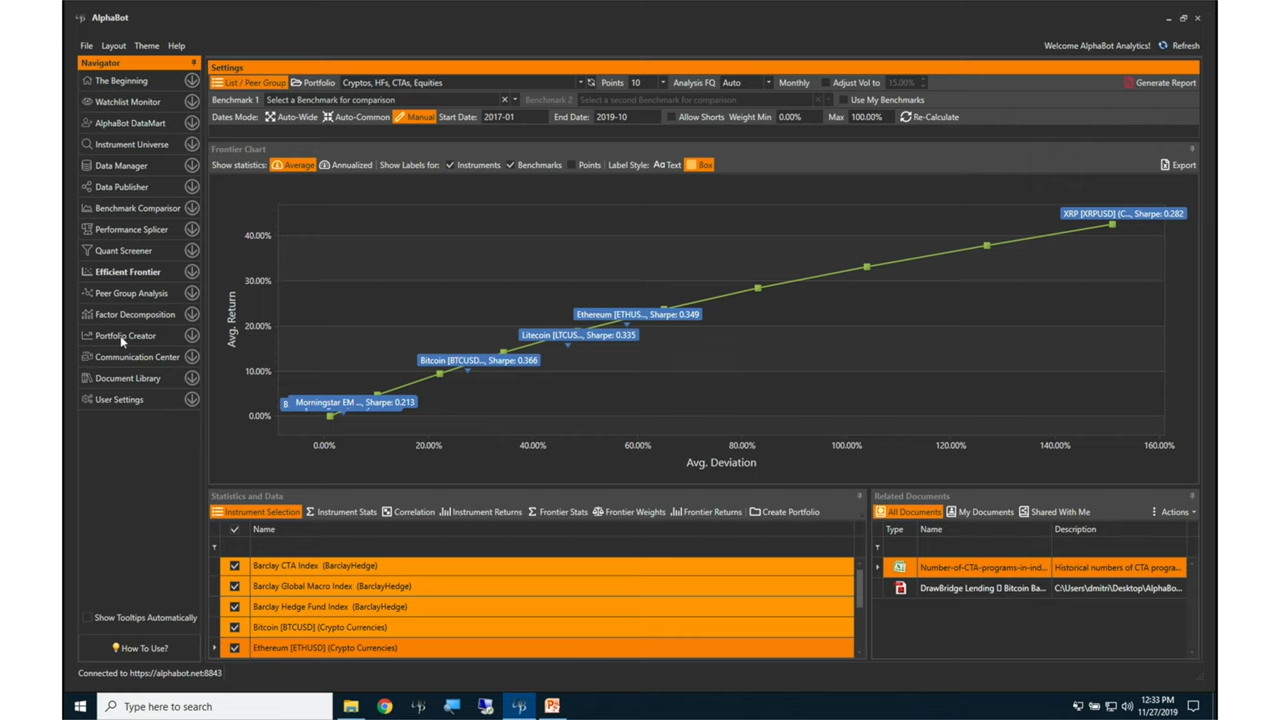 AlphaBot
File Layout Theme Help
Welcome AlphaBot Analytics! Refresh
Navigator
The Beginning
Watchlist Monitor
AlphaBot DataMart
Instrument Universe
Data Manager
Data Publisher
Benchmark Comparison
Performance Splicer
Quant Screener
Efficient Frontier
Peer Group Analysis
Factor Decomposition
Portfolio Creator
Communication Center
Document Library
User Settings
Show Tooltips Automatically
How To Use?
Connected to https://alphabot.net:8843
Settings
List / Peer Group Portfolio Cryptos, HFs, CTAs, Equities Points 10 Analysis FQ Auto Monthly Adjust Vol to 15.00% Generate Report
Benchmark 1 Select a Benchmark for comparison Benchmark 2 Select a second Benchmark for comparison Use My Benchmarks
Dates Mode: Auto-Wide Auto-Common Manual Start Date: 2017-01 End Date: 2019-10 Allow Shorts Weight Min 0.00% Max 100.00% Re-Calculate
Frontier Chart
Show statistics: Average Annualized Show Labels for: Instruments Benchmarks Points Label Style: Aa Text Box Export
XRP [XRPUSD] (C..., Sharpe: 0.282
40.00%
30.00%
Ethereum [ETHUS..., Sharpe: 0.349
20.00%
Litecoin [LTCUS..., Sharpe: 0.335
Bitcoin [BTCUSD..., Sharpe: 0.366
10.00%
B Morningstar EM ..., Sharpe: 0.213
0.00%
Avg. Return
0.00% 20.00% 40.00% 60.00% 80.00% 100.00% 120.00% 140.00% 160.00%
Avg. Deviation
Statistics and Data
Instrument Selection Instrument Stats Correlation Instrument Returns Frontier Stats Frontier Weights Frontier Returns Create Portfolio
Name
Barclay CTA Index (BarclayHedge)
Barclay Global Macro Index (BarclayHedge)
Barclay Hedge Fund Index (BarclayHedge)
Bitcoin [BTCUSD] (Crypto Currencies)
Ethereum [ETHUSD] (Crypto Currencies)
Related Documents
All Documents My Documents Shared With Me Actions
Type Name Description
Number-of-CTA-programs-in-ind... Historical numbers of CTA progra...
DrawBridge Lending Bitcoin Ba... C:\Users\dmitri\Desktop\AlphaBo...
Type here to search
12:33 PM
11/27/2019